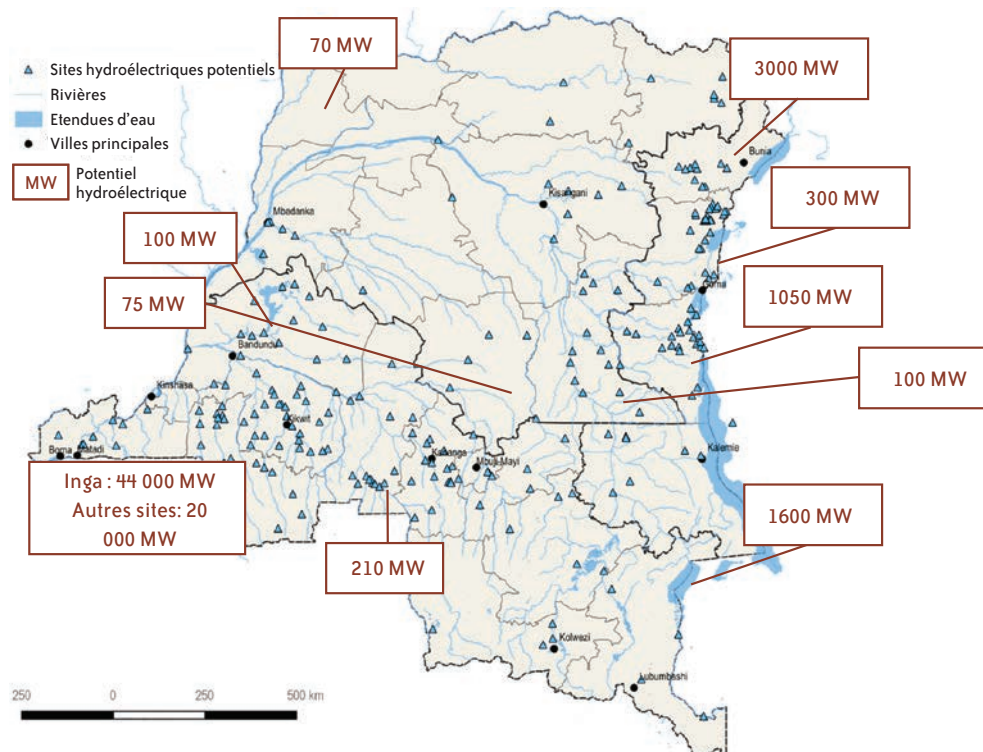 70 MW
Sites hydroélectriques potentiels
Rivières
Etendues d'eau
Villes principales
MW
Potentiel
hydroélectrique
3000 MW
Bunia
Kisangani
300 MW
Mbadanka
100 MW
Goma
75 MW
1050 MW
Bandundu
100 MW
Kinshasa
Kikwit
Boma
Matadi
Kananga
Mbuji-Mayi
Kalemie
Inga : 44 000 MW
Autres sites: 20
000 MW
1600 MW
210 MW
Kolwezi
Lubumbashi
250
0
250
500 km